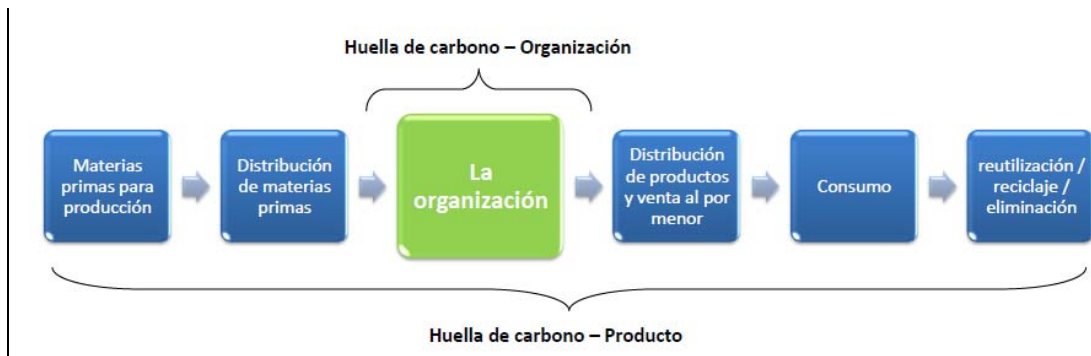 Huella de carbono – Organización
Materias
primas para
producción
Distribución
de materias
primas
La
organización
Distribución
de productos
y venta al por
menor
Consumo
reutilización /
reciclaje /
eliminación
Huella de carbono – Producto